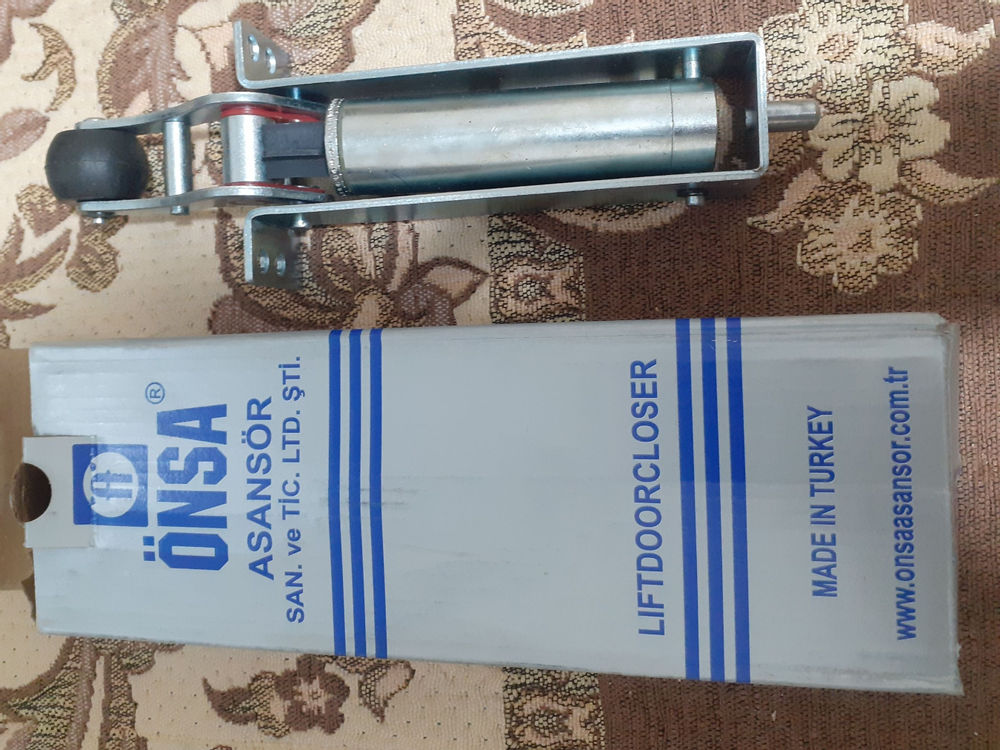 ÖNSA ®
ASANSÖR
SAN. ve TİC. LTD. ŞTİ.
LIFTDOORCLOSER
MADE IN TURKEY
www.onsaasansor.com.tr